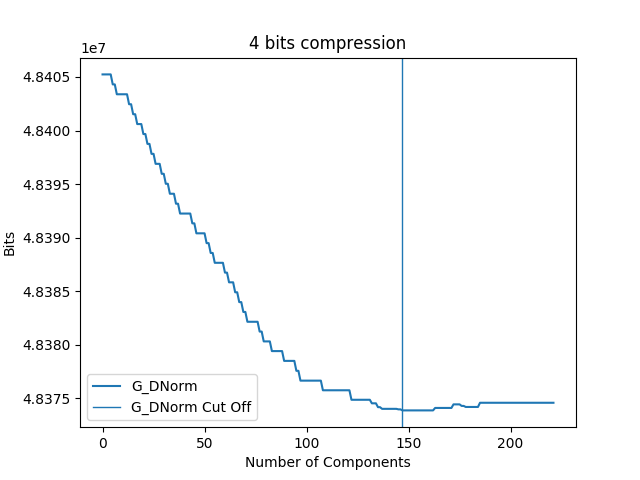 4 bits compression
1e7
4.8405
4.8400
4.8395
4.8390
4.8385
4.8380
4.8375
Bits
G_DNorm
G_DNorm Cut Off
0 50 100 150 200
Number of Components